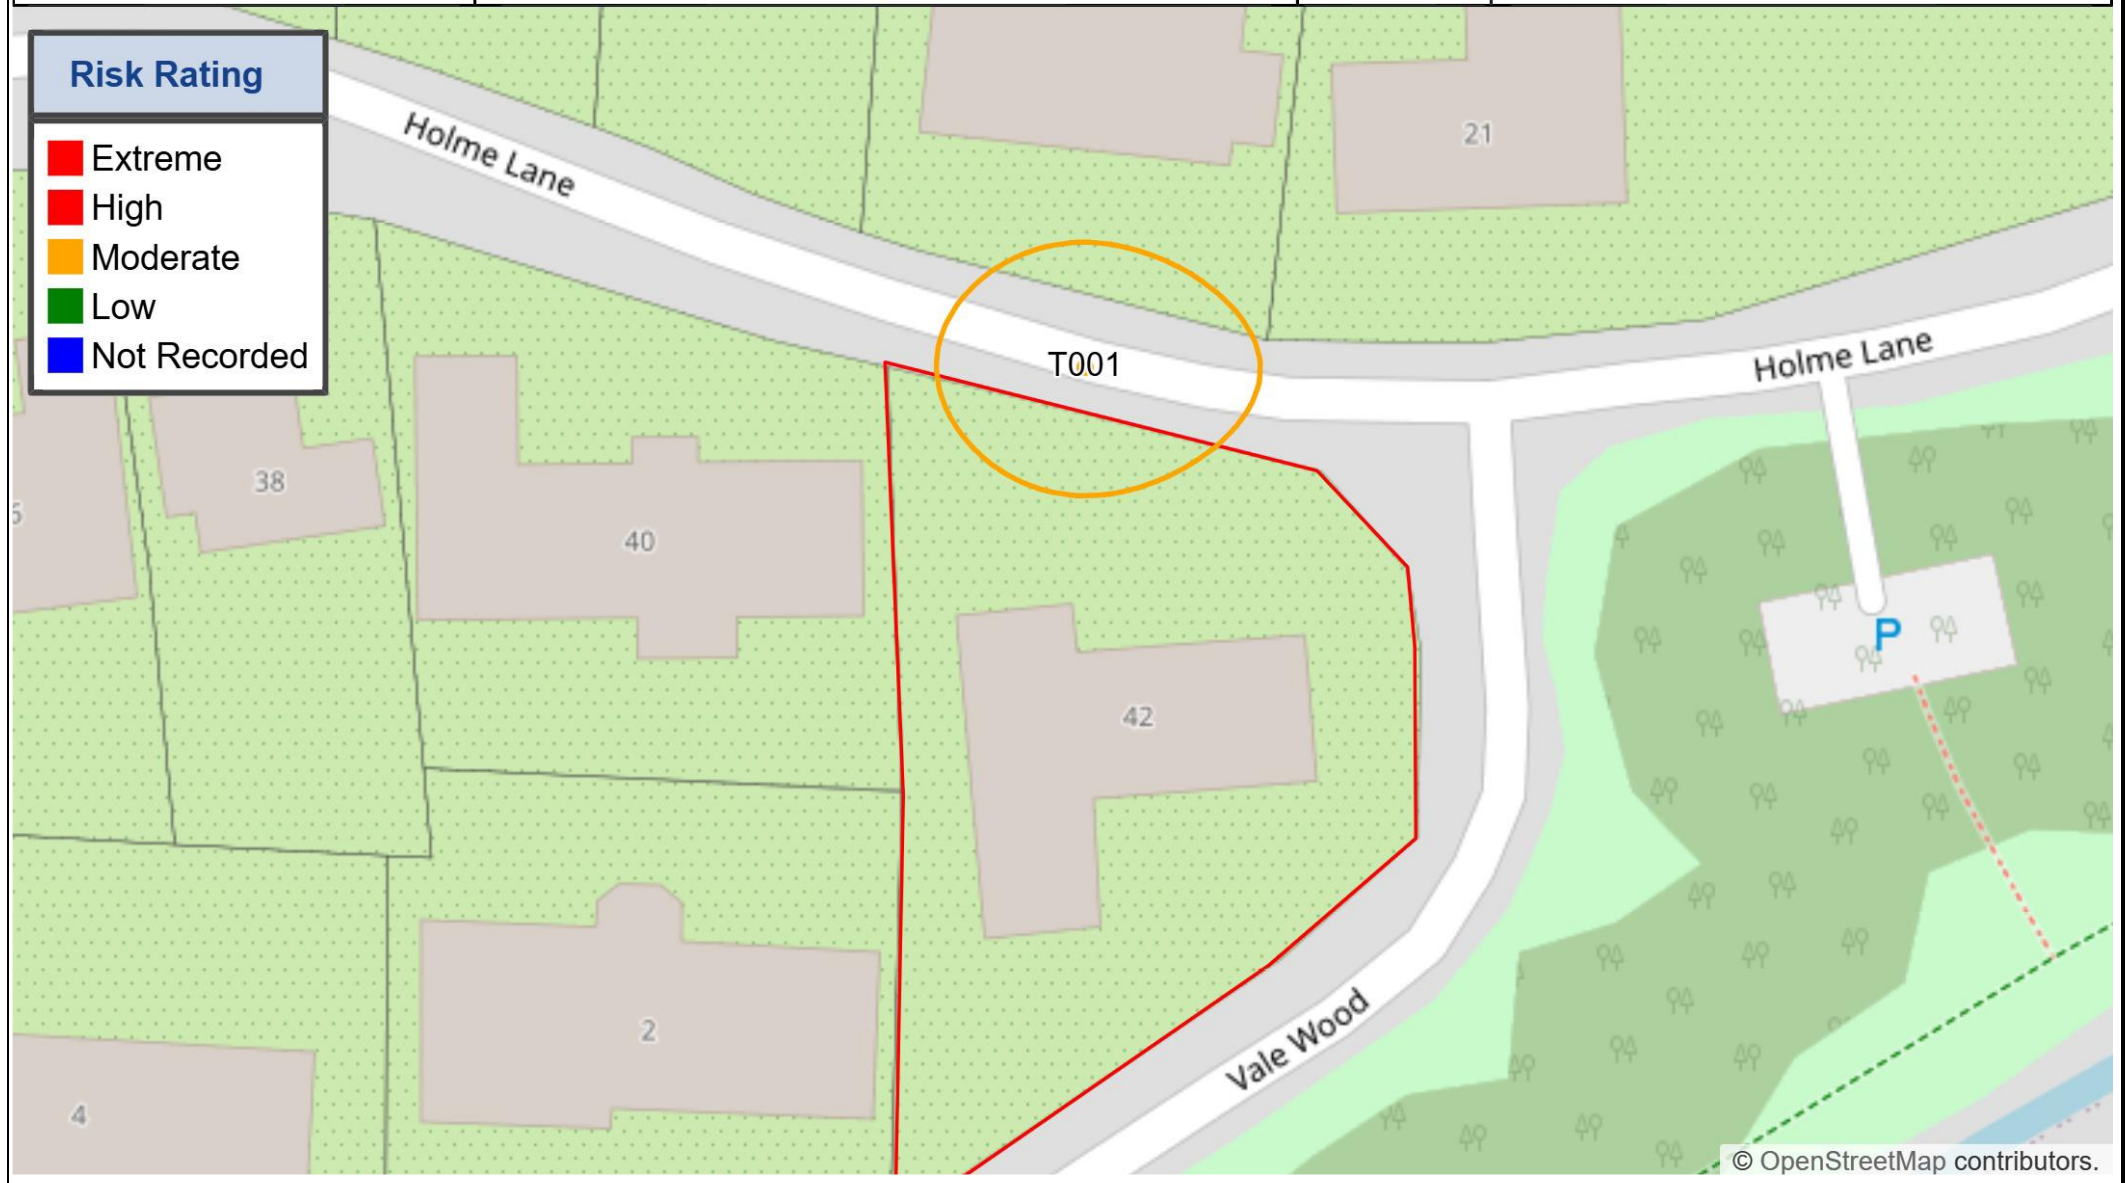 Risk Rating
Extreme
High
Moderate
Low
Not Recorded
Holme Lane
21
T001
Holme Lane
38
40
42
P
2
Vale Wood
4
© OpenStreetMap contributors.